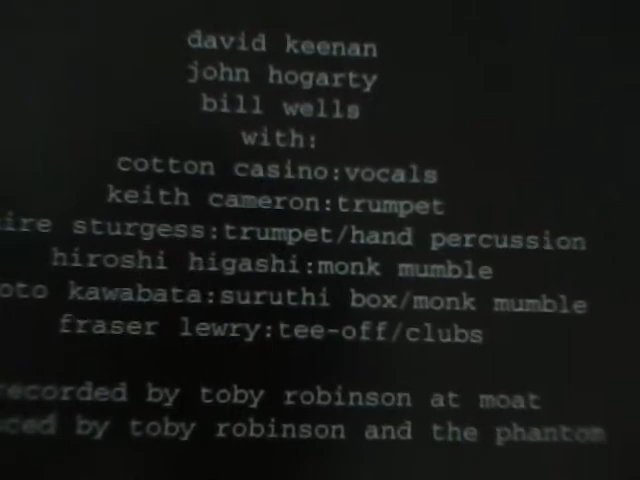 david keenan
john hogarty
bill wells
with:
cotton casino:vocals
keith cameron:trumpet
sturgess:trumpet/hand percussion
hiroshi higashi:monk mumble
kawabata:suruthi box/monk mumble
fraser lewry:tee-off/clubs
recorded by toby robinson at moat
by toby robinson and the phantom